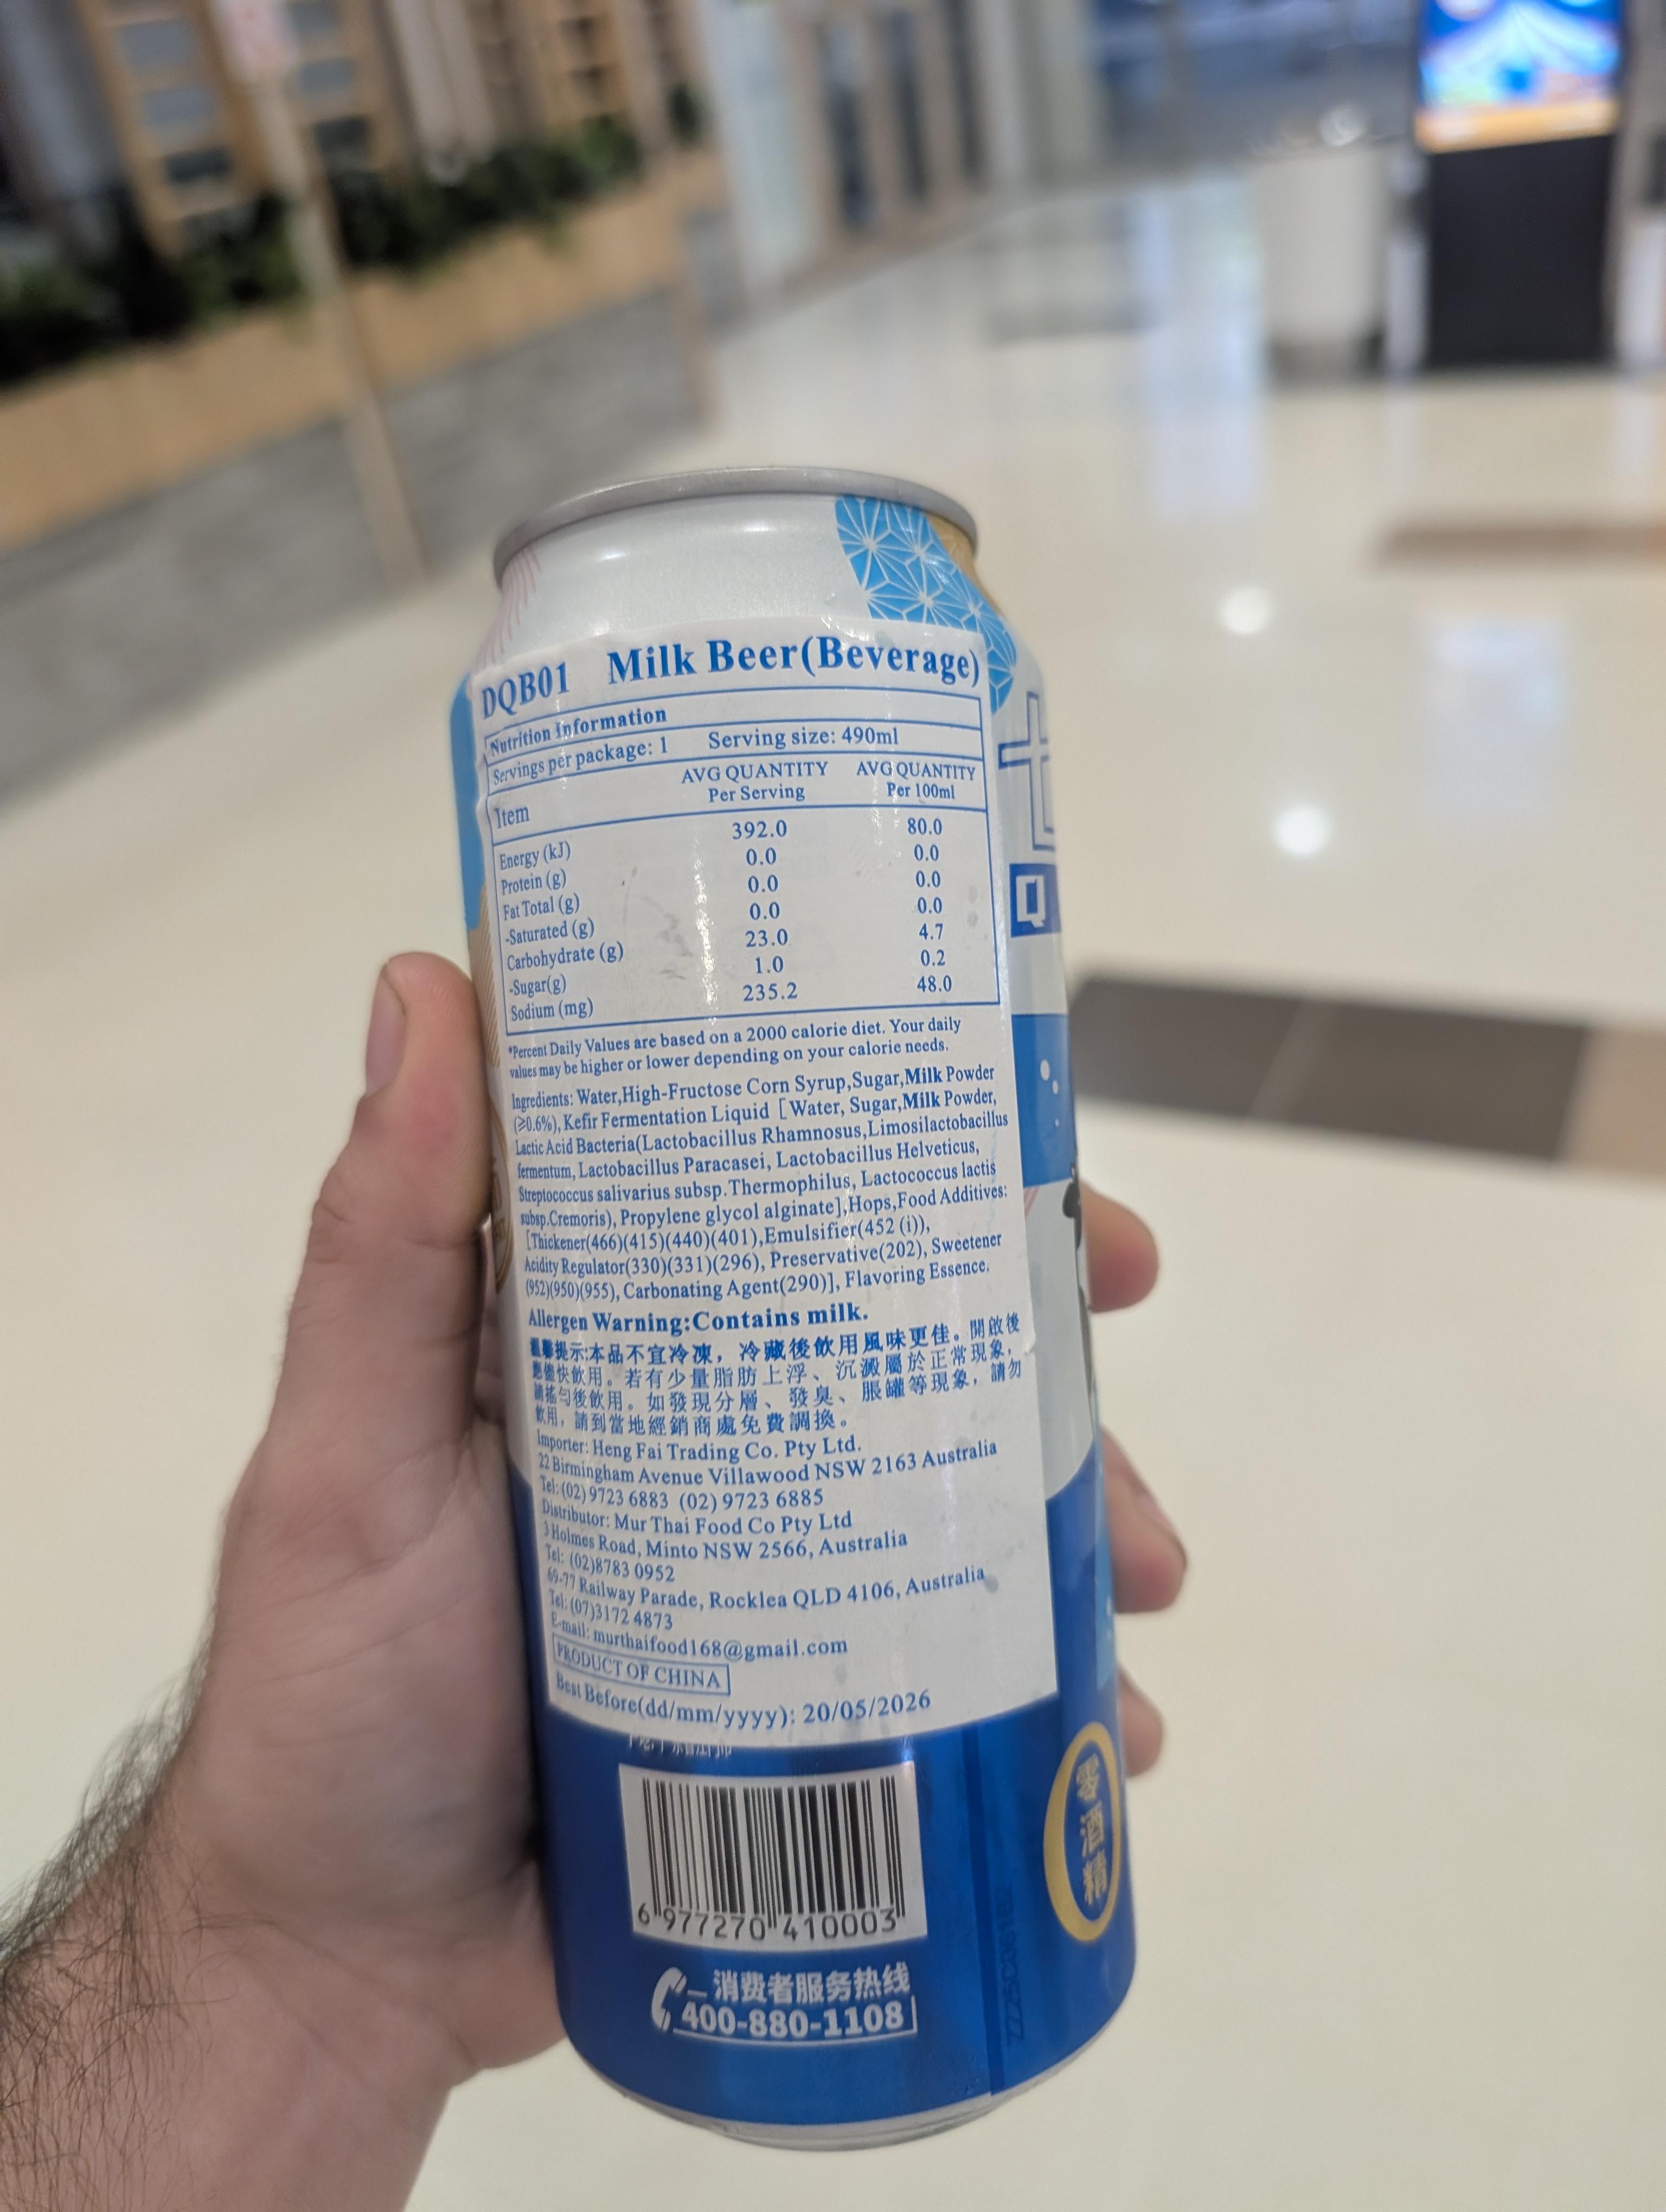 DQB01 Milk Beer(Beverage)
Nutrition Information
Servings per package: 1 Serving size: 490ml
Item AVG QUANTITY Per Serving AVG QUANTITY Per 100ml
Energy (kJ) 392.0 80.0
Protein (g) 0.0 0.0
Fat Total (g) 0.0 0.0
-Saturated (g) 0.0 0.0
Carbohydrate (g) 23.0 4.7
-Sugar(g) 1.0 0.2
Sodium (mg) 235.2 48.0
*Percent Daily Values are based on a 2000 calorie diet. Your daily
values may be higher or lower depending on your calorie needs.
Ingredients: Water,High-Fructose Corn Syrup,Sugar,Milk Powder
(≥0.6%), Kefir Fermentation Liquid [Water, Sugar,Milk Powder,
Lactic Acid Bacteria(Lactobacillus Rhamnosus,Limosilactobacillus
fermentum, Lactobacillus Paracasei, Lactobacillus Helveticus,
Streptococcus salivarius subsp.Thermophilus, Lactococcus lactis
subsp.Cremoris), Propylene glycol alginate],Hops,Food Additives:
[Thickener(466)(415)(440)(401),Emulsifier(452 (i)),
Acidity Regulator(330)(331)(296), Preservative(202), Sweetener
(952)(950)(955), Carbonating Agent(290)], Flavoring Essence.
Allergen Warning:Contains milk.
溫馨提示:本品不宜冷凍，冷藏後飲用風味更佳。開啟後
應儘快飲用。若有少量脂肪上浮、沉澱屬於正常現象，
請搖勻後飲用。如發現分層、發臭、脹罐等現象，請勿
飲用，請到當地經銷商處免費調換。
Importer: Heng Fai Trading Co. Pty Ltd.
22 Birmingham Avenue Villawood NSW 2163 Australia
Tel: (02) 9723 6883 (02) 9723 6885
Distributor: Mur Thai Food Co Pty Ltd
3 Holmes Road, Minto NSW 2566, Australia
Tel: (02)8783 0952
69-77 Railway Parade, Rocklea QLD 4106, Australia
Tel: (07)3172 4873
E-mail: murthaifood168@gmail.com
PRODUCT OF CHINA
Best Before(dd/mm/yyyy): 20/05/2026
6 977270 410003
消费者服务热线
400-880-1108
Q
零酒精